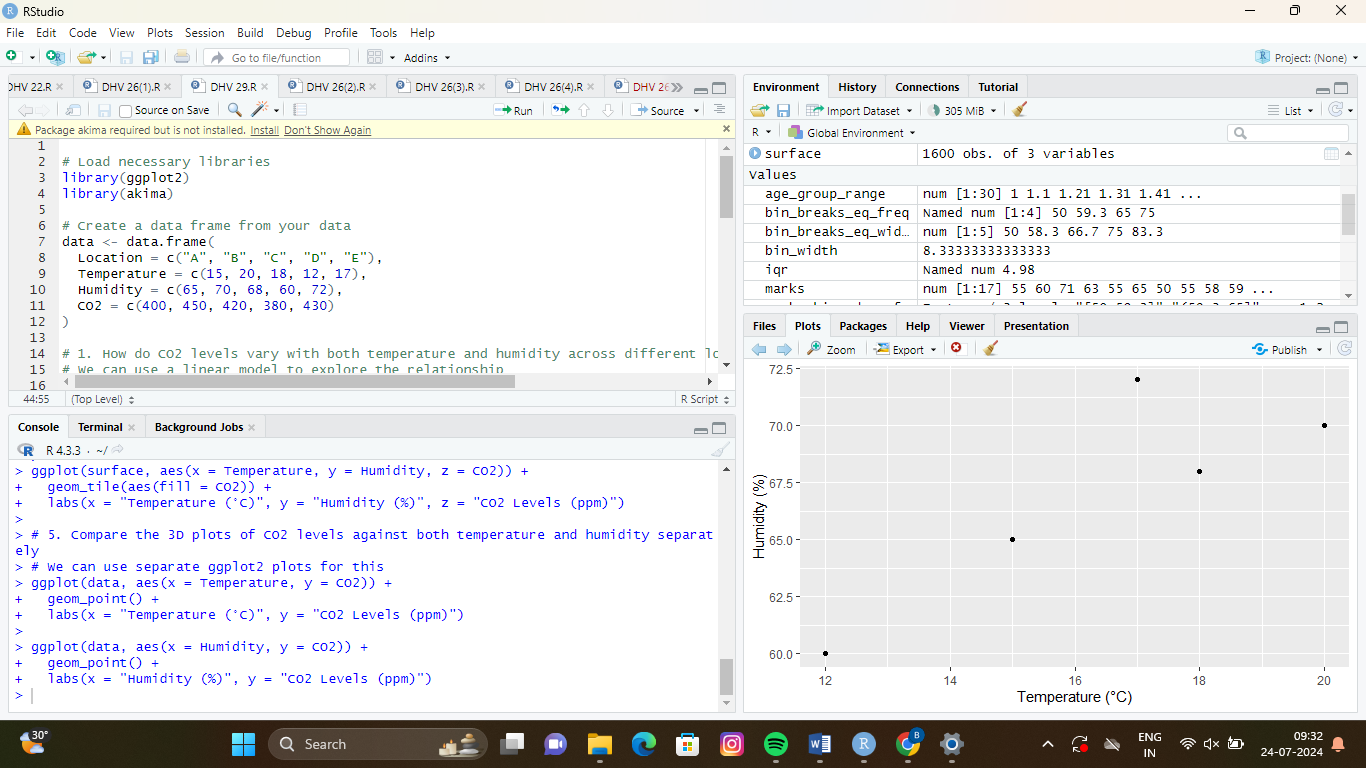 RStudio
File Edit Code View Plots Session Build Debug Profile Tools Help
Go to file/function Addins Project: (None)
DHV 22.R DHV 26(1).R DHV 29.R DHV 26(2).R DHV 26(3).R DHV 26(4).R DHV 26
Source on Save Run Source
Package akima required but is not installed. Install Don't Show Again
1
2 # Load necessary libraries
3 library(ggplot2)
4 library(akima)
5
6 # Create a data frame from your data
7 data <- data.frame(
8 Location = c("A", "B", "C", "D", "E"),
9 Temperature = c(15, 20, 18, 12, 17),
10 Humidity = c(65, 70, 68, 60, 72),
11 CO2 = c(400, 450, 420, 380, 430)
12 )
13
14 # 1. How do CO2 levels vary with both temperature and humidity across different lo
15 # We can use a linear model to explore the relationship
16
44:55 (Top Level) R Script
Console Terminal Background Jobs
R 4.3.3 · ~/
> ggplot(surface, aes(x = Temperature, y = Humidity, z = CO2)) +
+ geom_tile(aes(fill = CO2)) +
+ labs(x = "Temperature (°C)", y = "Humidity (%)", z = "CO2 Levels (ppm)")
>
> # 5. Compare the 3D plots of CO2 levels against both temperature and humidity separat
ely
> # We can use separate ggplot2 plots for this
> ggplot(data, aes(x = Temperature, y = CO2)) +
+ geom_point() +
+ labs(x = "Temperature (°C)", y = "CO2 Levels (ppm)")
>
> ggplot(data, aes(x = Humidity, y = CO2)) +
+ geom_point() +
+ labs(x = "Humidity (%)", y = "CO2 Levels (ppm)")
>
Environment History Connections Tutorial
Import Dataset 305 MiB List
R Global Environment
surface 1600 obs. of 3 variables
Values
age_group_range num [1:30] 1 1.1 1.21 1.31 1.41 ...
bin_breaks_eq_freq Named num [1:4] 50 59.3 65 75
bin_breaks_eq_wid… num [1:5] 50 58.3 66.7 75 83.3
bin_width 8.33333333333333
iqr Named num 4.98
marks num [1:17] 55 60 71 63 55 65 50 55 58 59 ...
Files Plots Packages Help Viewer Presentation
Zoom Export Publish
72.5
70.0
67.5
65.0
62.5
60.0
Humidity (%)
12 14 16 18 20
Temperature (°C)
30°
Search
B
ENG
IN
09:32
24-07-2024